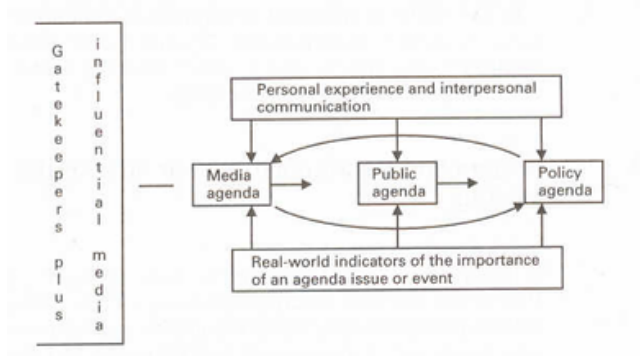 Gatekeepers plus
influential media
Personal experience and interpersonal
communication
Media
agenda
Public
agenda
Policy
agenda
Real-world indicators of the importance
of an agenda issue or event